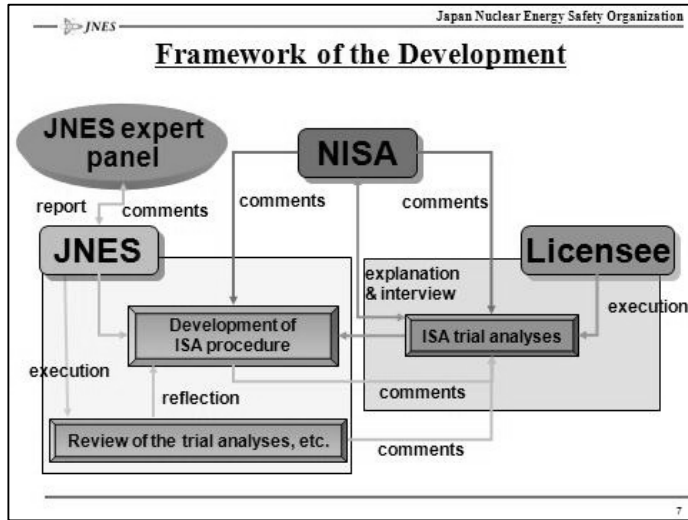 JNES
Japan Nuclear Energy Safety Organization
Framework of the Development
JNES expert
panel
NISA
report
comments
comments
comments
JNES
Licensee
explanation
& interview
execution
Development of
ISA procedure
ISA trial analyses
execution
reflection
comments
Review of the trial analyses, etc.
comments
7